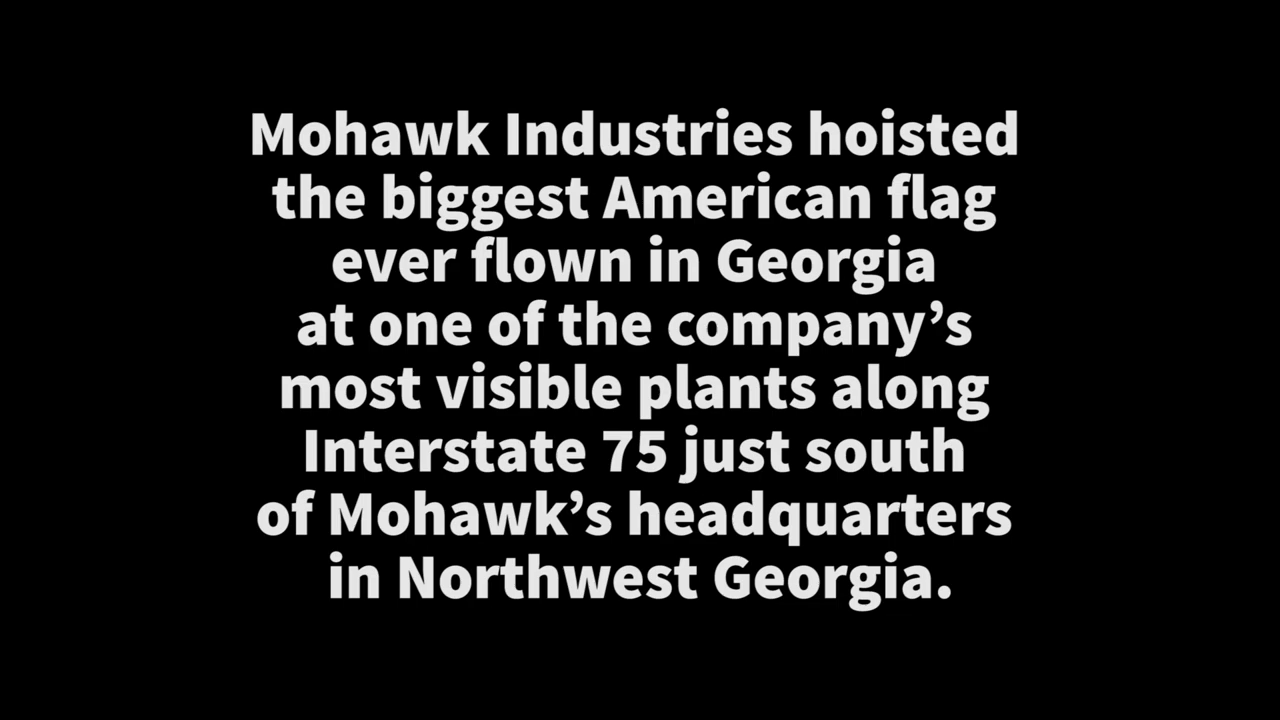 Mohawk Industries hoisted
the biggest American flag
ever flown in Georgia
at one of the company’s
most visible plants along
Interstate 75 just south
of Mohawk’s headquarters
in Northwest Georgia.